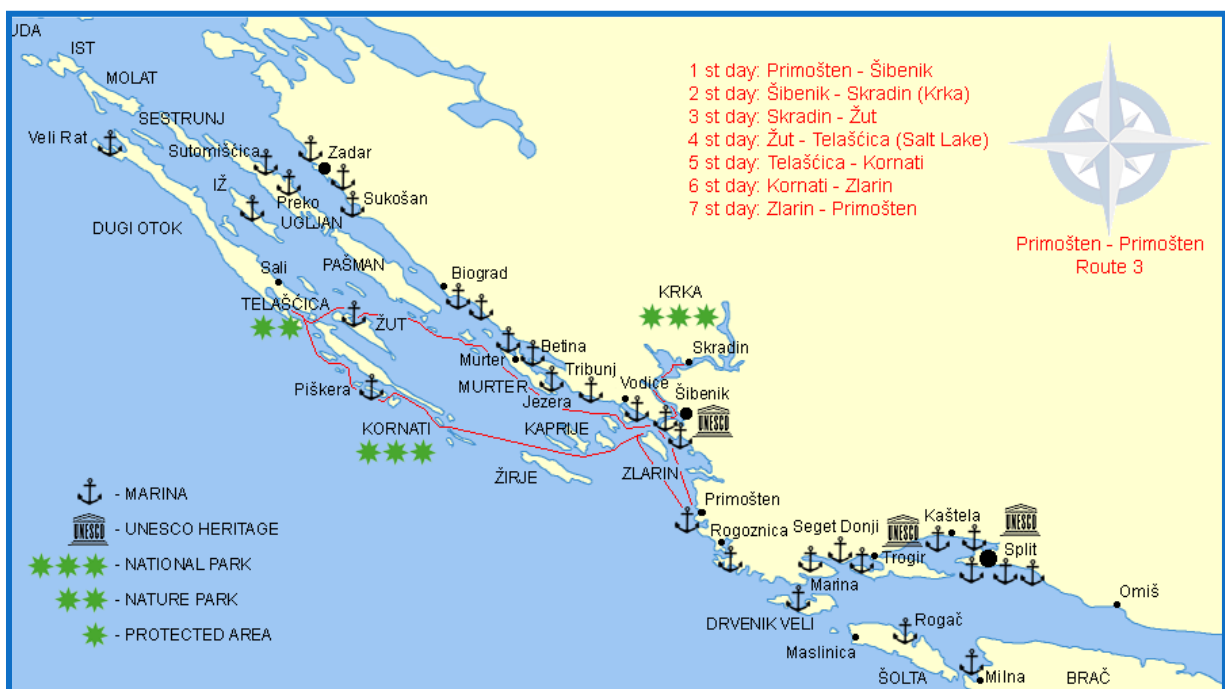 UDA
IST
MOLAT
SESTRUNJ
Veli Rat
Sutomišćica
Zadar
IŽ
Preko
Sukošan
UGLJAN
DUGI OTOK
PAŠMAN
Sali
Biograd
TELAŠĆICA
ŽUT
KRKA
Skradin
Murter
Betina
MURTER
Tribunj
Piškera
Jezera
Vodice
Šibenik
UNESCO
KORNATI
KAPRIJE
ŽIRJE
ZLARIN
Primošten
Rogoznica
Seget Donji
UNESCO
Kaštela
UNESCO
Trogir
Split
Marina
Omiš
DRVENIK VELI
Rogač
Maslinica
ŠOLTA
Milna
BRAČ
1 st day: Primošten - Šibenik
2 st day: Šibenik - Skradin (Krka)
3 st day: Skradin - Žut
4 st day: Žut - Telašćica (Salt Lake)
5 st day: Telašćica - Kornati
6 st day: Kornati - Zlarin
7 st day: Zlarin - Primošten
Primošten - Primošten
Route 3
- MARINA
UNESCO - UNESCO HERITAGE
- NATIONAL PARK
- NATURE PARK
- PROTECTED AREA